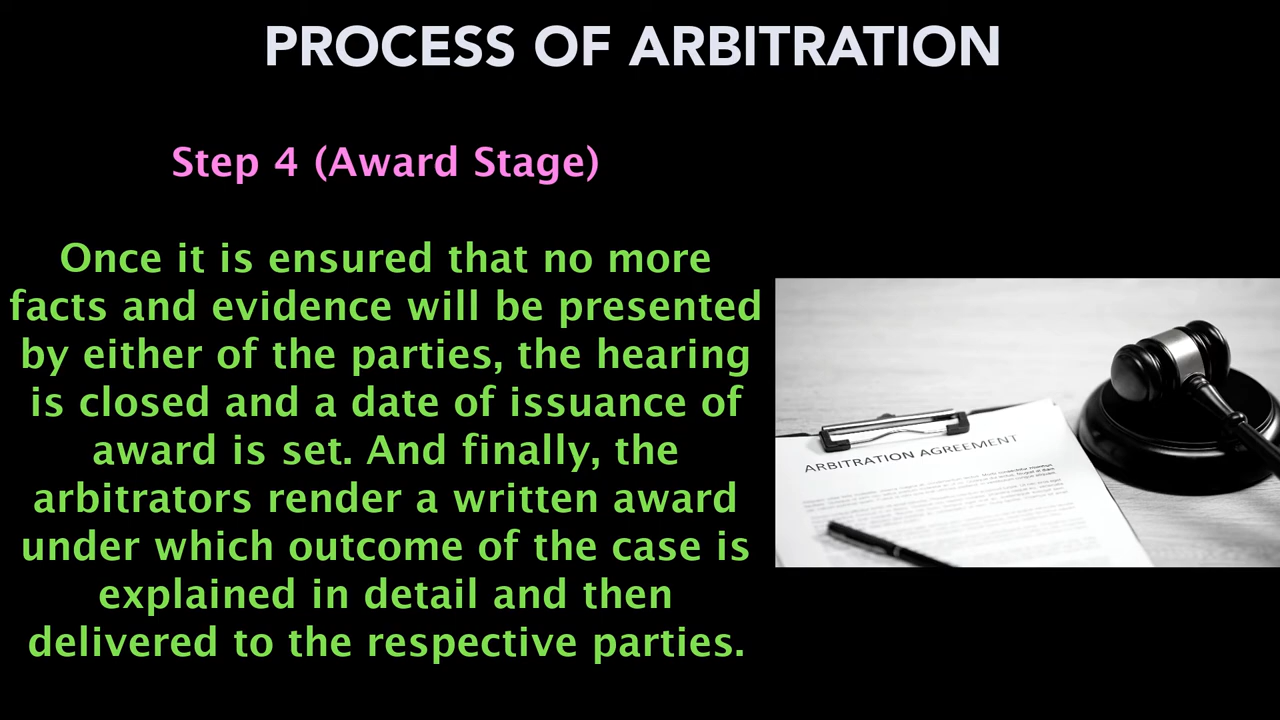 PROCESS OF ARBITRATION
Step 4 (Award Stage)
Once it is ensured that no more
facts and evidence will be presented
by either of the parties, the hearing
is closed and a date of issuance of
award is set. And finally, the
arbitrators render a written award
under which outcome of the case is
explained in detail and then
delivered to the respective parties.
ARBITRATION AGREEMENT